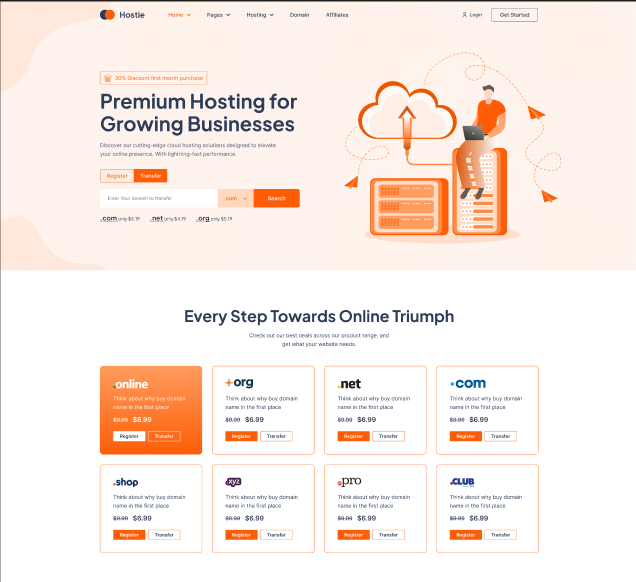 Hostie
Home Pages Hosting Domain Affiliates
Login
Get Started
30% Discount first month purchase
Premium Hosting for
Growing Businesses
Discover our cutting-edge cloud hosting solutions designed to elevate
your online presence. With lightning-fast performance.
Register Transfer
Enter Your domain to transfer .com Search
.com only $6.19 .net only $4.19 .org only $5.19
Every Step Towards Online Triumph
Check out our best deals across our product range, and
get what your website needs.
.online
Think about why buy domain
name in the first place
$9.99 $6.99
Register Transfer
.org
Think about why buy domain
name in the first place
$9.99 $6.99
Register Transfer
.net
Think about why buy domain
name in the first place
$9.99 $6.99
Register Transfer
.com
Think about why buy domain
name in the first place
$9.99 $6.99
Register Transfer
.shop
Think about why buy domain
name in the first place
$9.99 $6.99
Register Transfer
.xyz
Think about why buy domain
name in the first place
$9.99 $6.99
Register Transfer
.pro
Think about why buy domain
name in the first place
$9.99 $6.99
Register Transfer
.CLUB
Think about why buy domain
name in the first place
$9.99 $6.99
Register Transfer